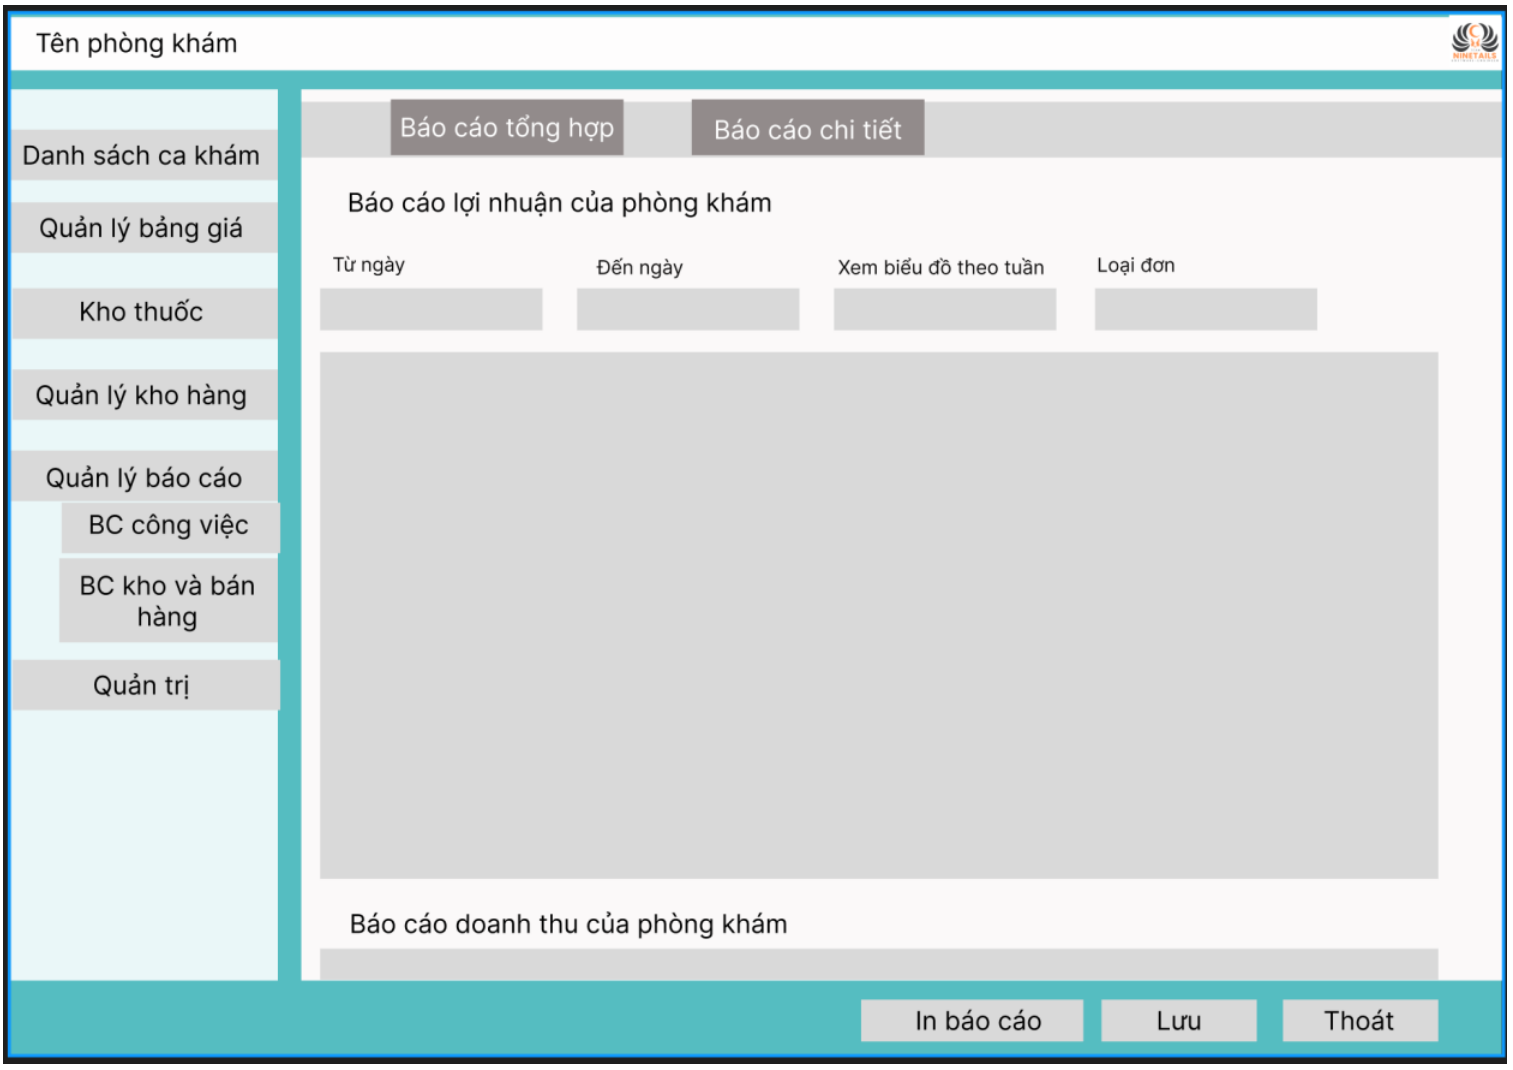 Tên phòng khám
NINETAILS
Danh sách ca khám
Quản lý bảng giá
Kho thuốc
Quản lý kho hàng
Quản lý báo cáo
BC công việc
BC kho và bán
hàng
Quản trị
Báo cáo tổng hợp
Báo cáo chi tiết
Báo cáo lợi nhuận của phòng khám
Từ ngày
Đến ngày
Xem biểu đồ theo tuần
Loại đơn
Báo cáo doanh thu của phòng khám
In báo cáo
Lưu
Thoát